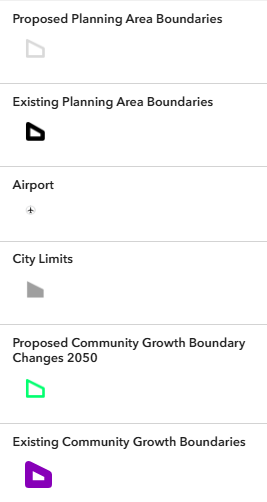 Proposed Planning Area Boundaries
Existing Planning Area Boundaries
Airport
City Limits
Proposed Community Growth Boundary
Changes 2050
Existing Community Growth Boundaries